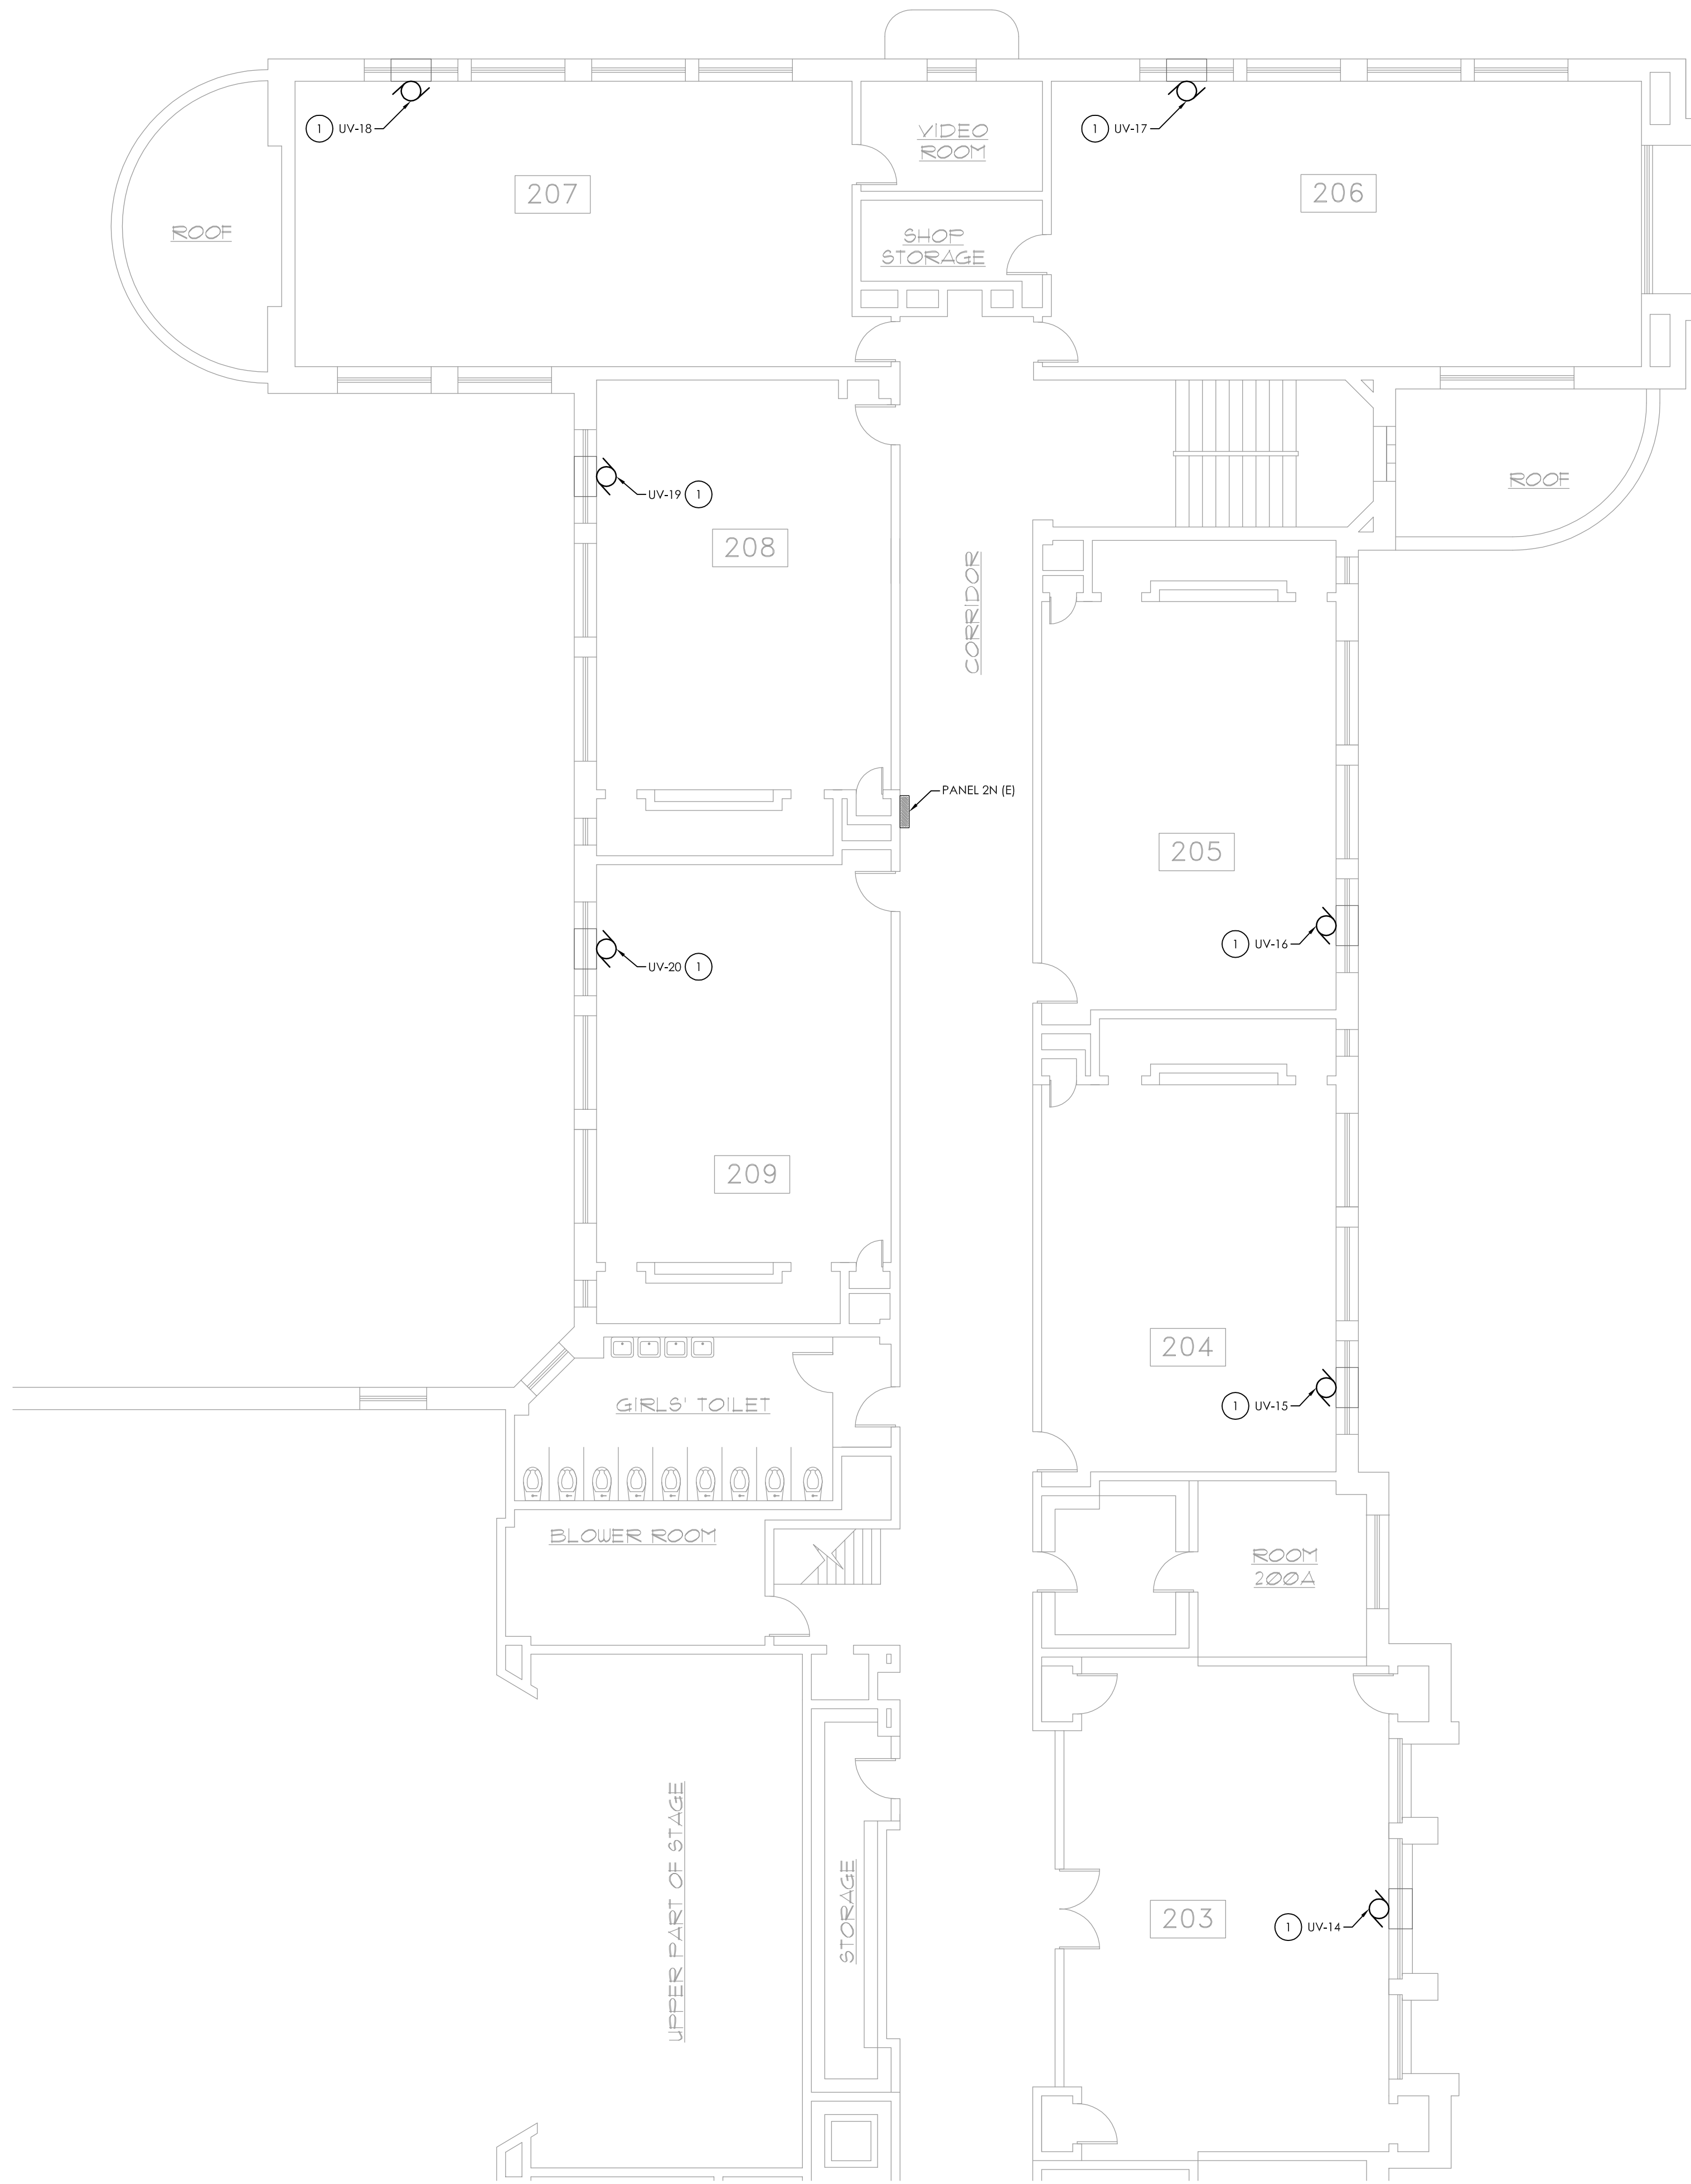 1 UV-18
1 UV-17
VIDEO
ROOM
207
206
ROOF
SHOP
STORAGE
ROOF
UV-19 1
208
CORRIDOR
PANEL 2N (E)
205
1 UV-16
UV-20 1
209
204
1 UV-15
GIRLS' TOILET
BLOWER ROOM
ROOM
200A
UPPER PART OF STAGE
STORAGE
203
1 UV-14